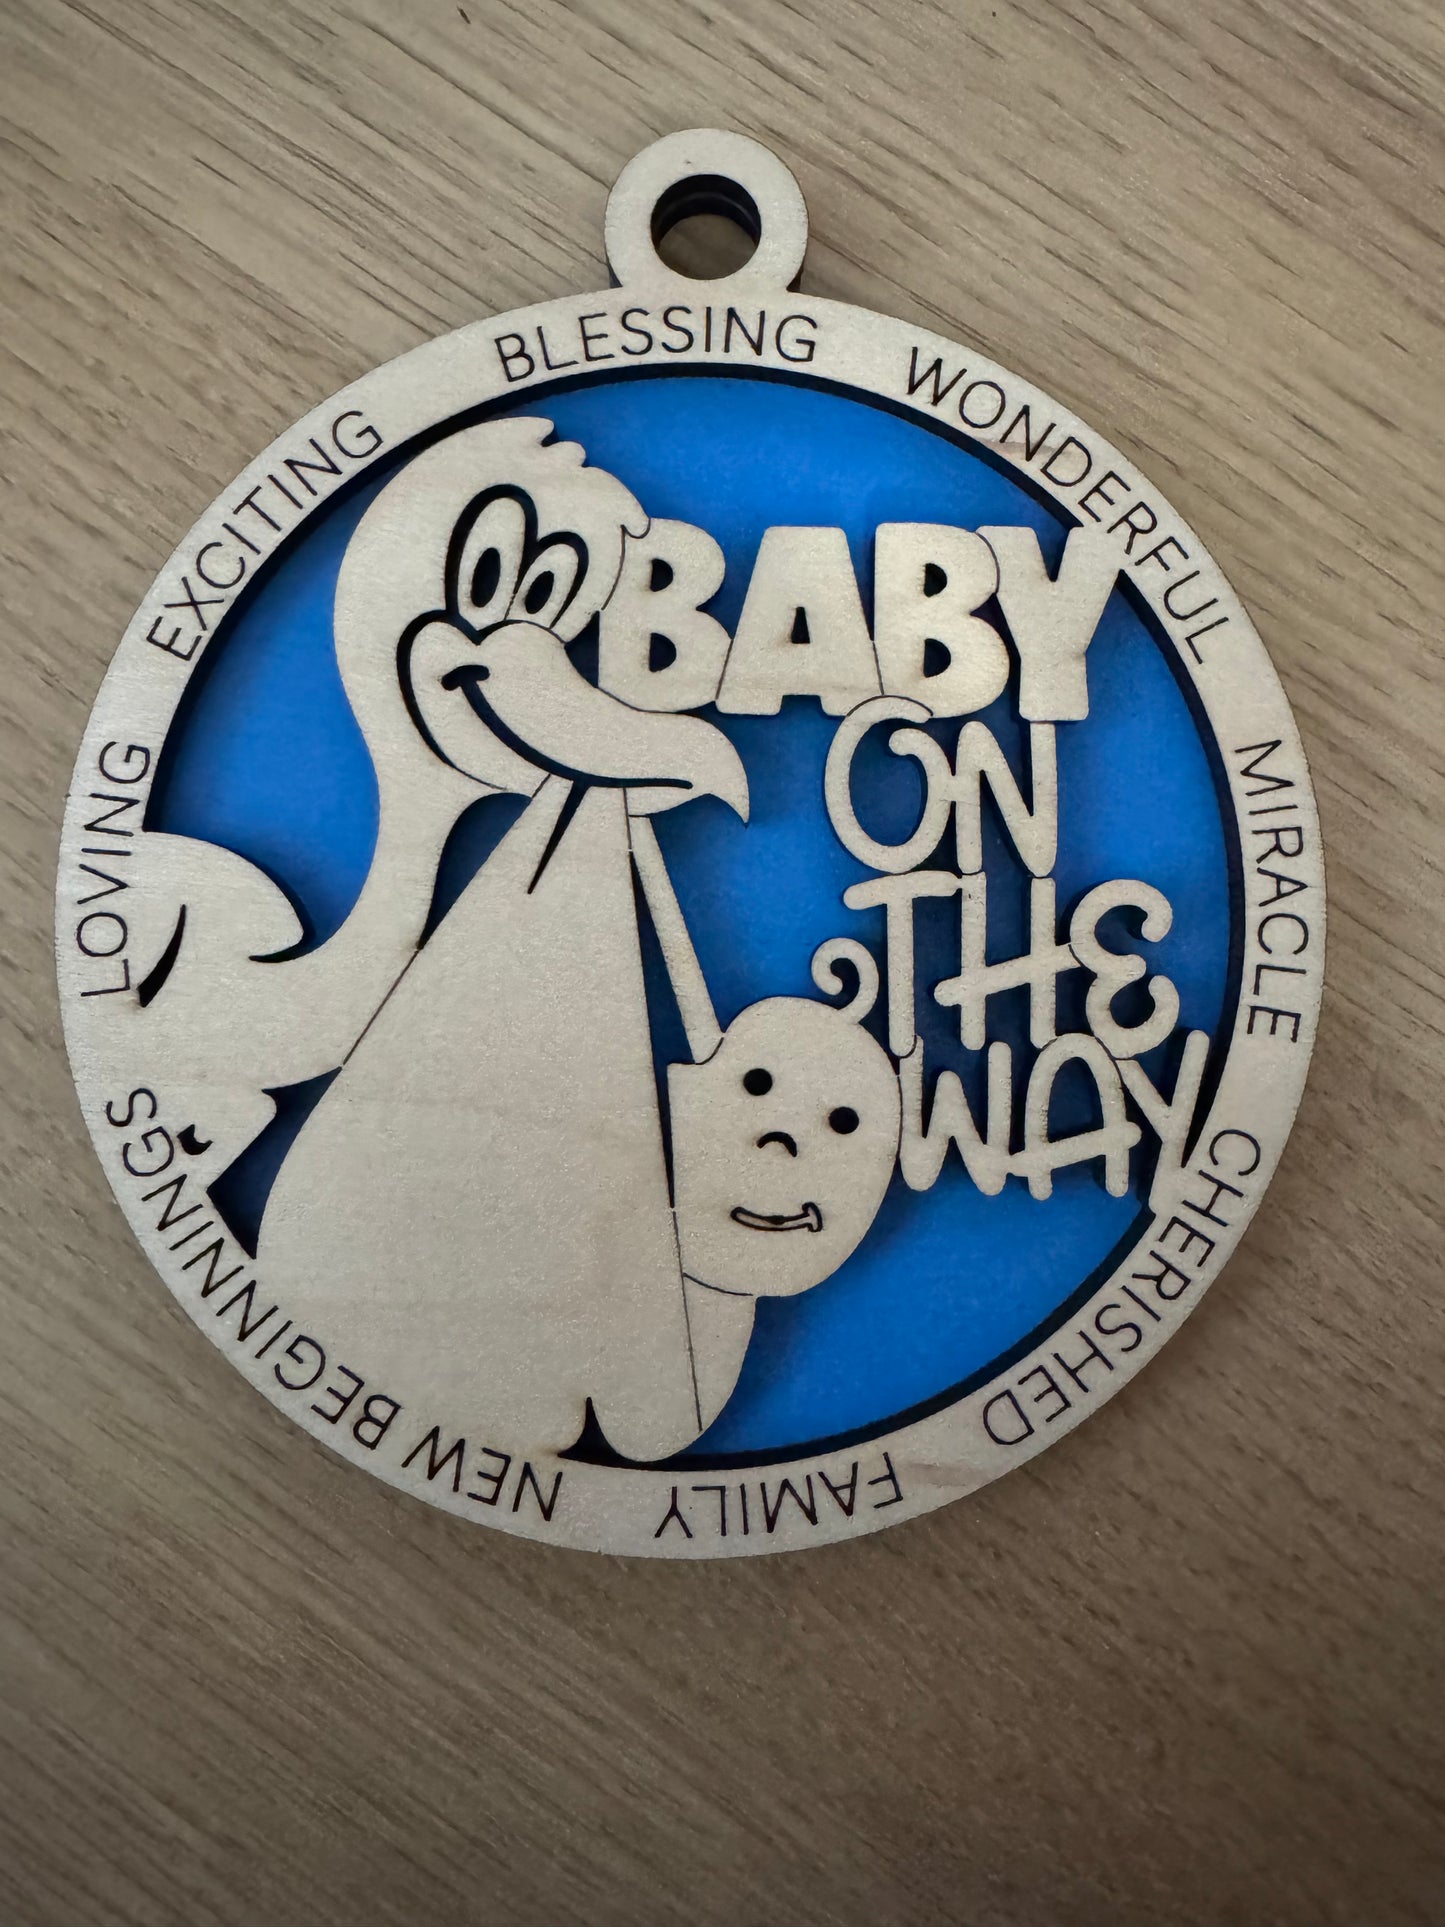 BABY
ON
THE
WAY
BLESSING
WONDERFUL
MIRACLE
CHERISHED
FAMILY
NEW BEGINNINGS
LOVING
EXCITING